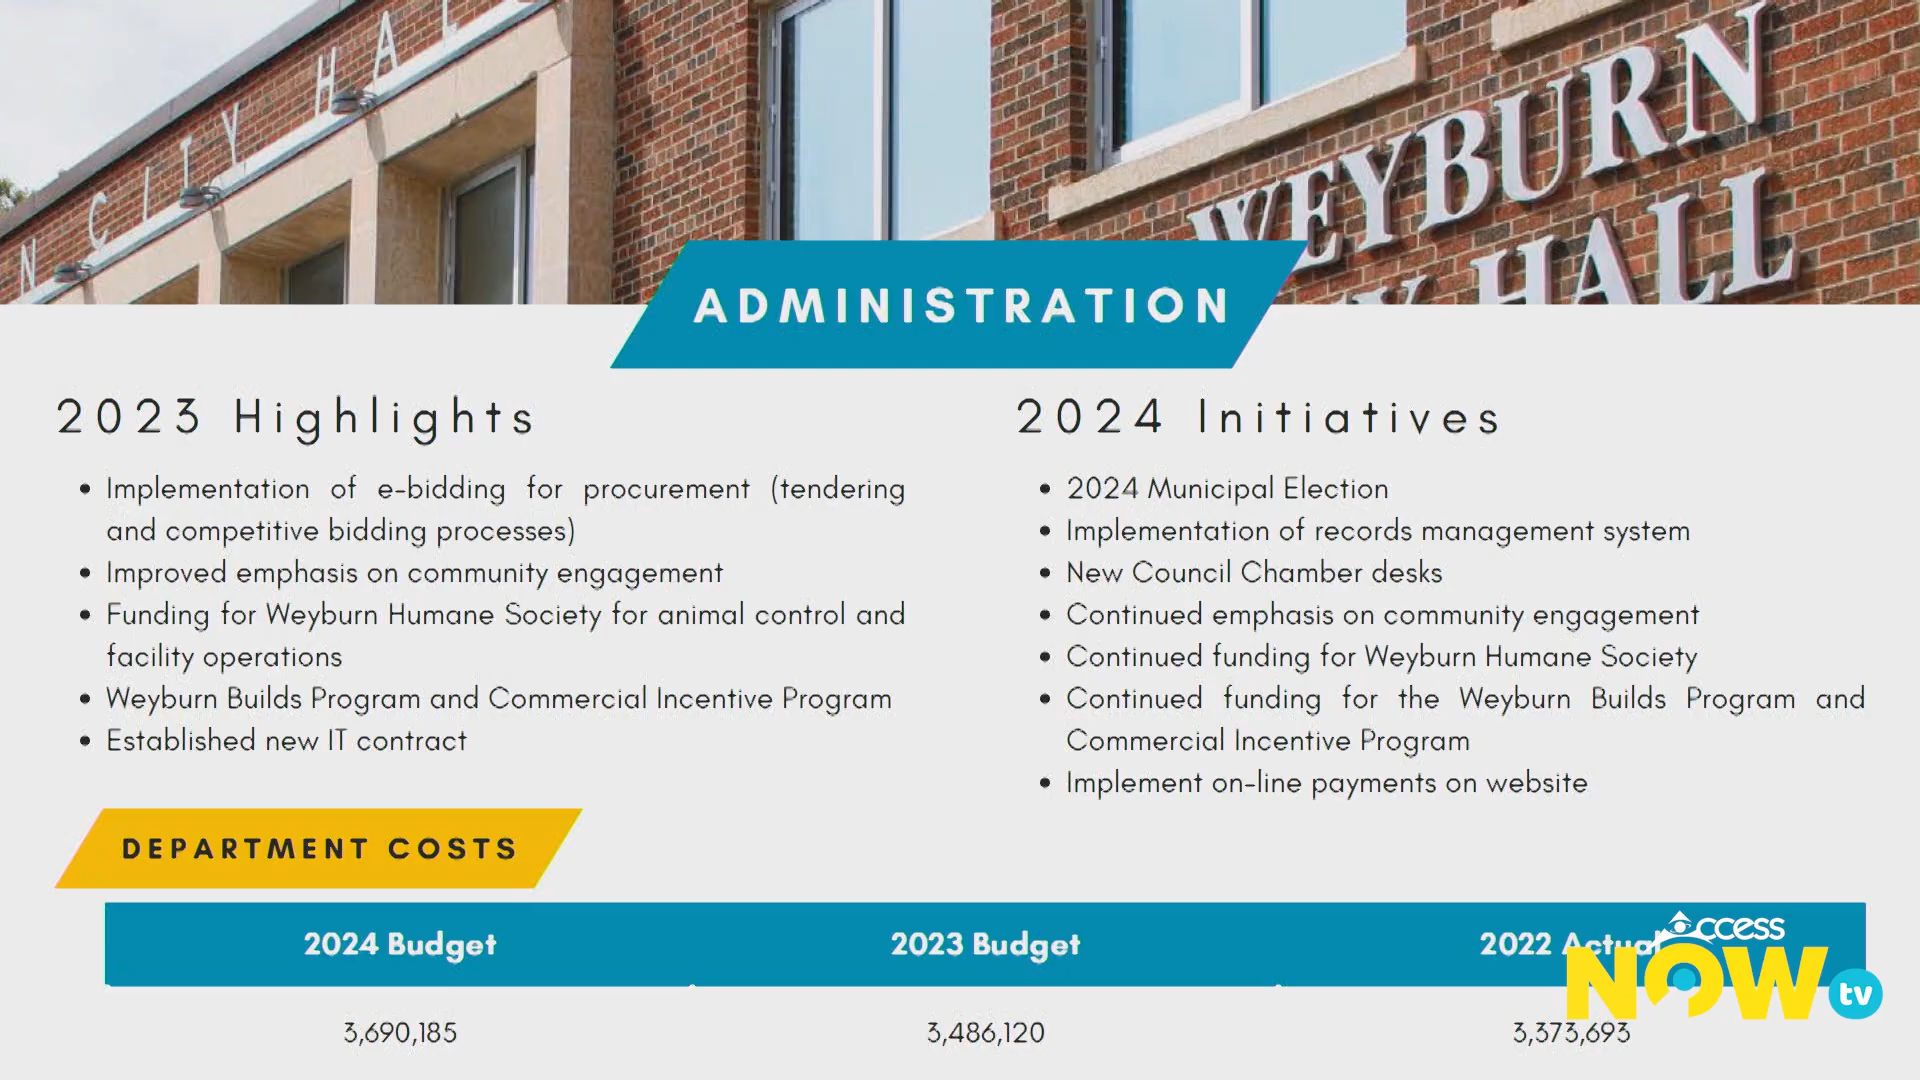 N CITY HAL
WEYBURN
HALL
ADMINISTRATION
2023 Highlights
• Implementation of e-bidding for procurement (tendering
and competitive bidding processes)
• Improved emphasis on community engagement
• Funding for Weyburn Humane Society for animal control and
facility operations
• Weyburn Builds Program and Commercial Incentive Program
• Established new IT contract
2024 Initiatives
• 2024 Municipal Election
• Implementation of records management system
• New Council Chamber desks
• Continued emphasis on community engagement
• Continued funding for Weyburn Humane Society
• Continued funding for the Weyburn Builds Program and
Commercial Incentive Program
• Implement on-line payments on website
DEPARTMENT COSTS
2024 Budget 2023 Budget 2022 Actual
3,690,185 3,486,120 3,373,693
access
NOW tv